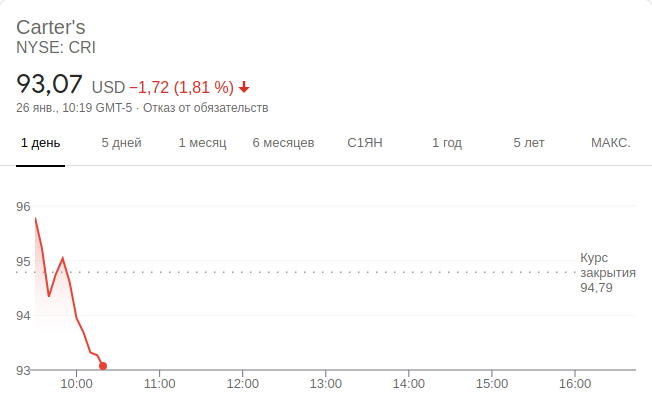 Carter's
NYSE: CRI
93,07 USD −1,72 (1,81 %)
26 янв., 10:19 GMT-5 · Отказ от обязательств
1 день 5 дней 1 месяц 6 месяцев С1ЯН 1 год 5 лет МАКС.
96
95
94
93
Курс
закрытия
94,79
10:00 11:00 12:00 13:00 14:00 15:00 16:00